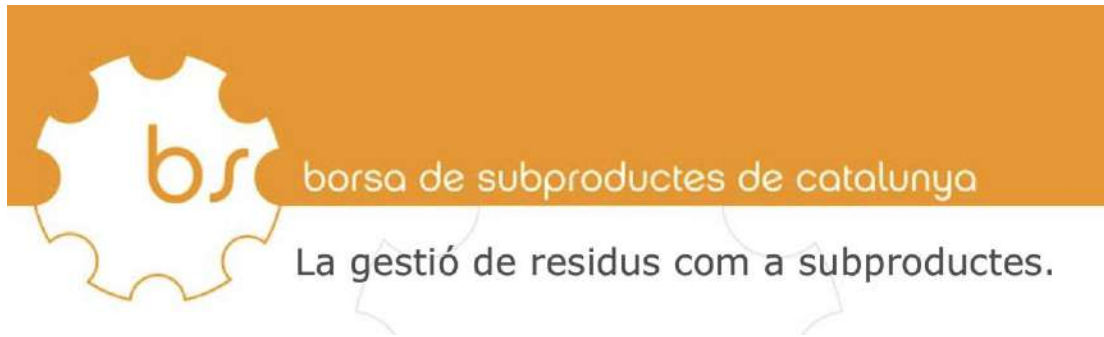 bs
borsa de subproductes de catalunya
La gestió de residus com a subproductes.